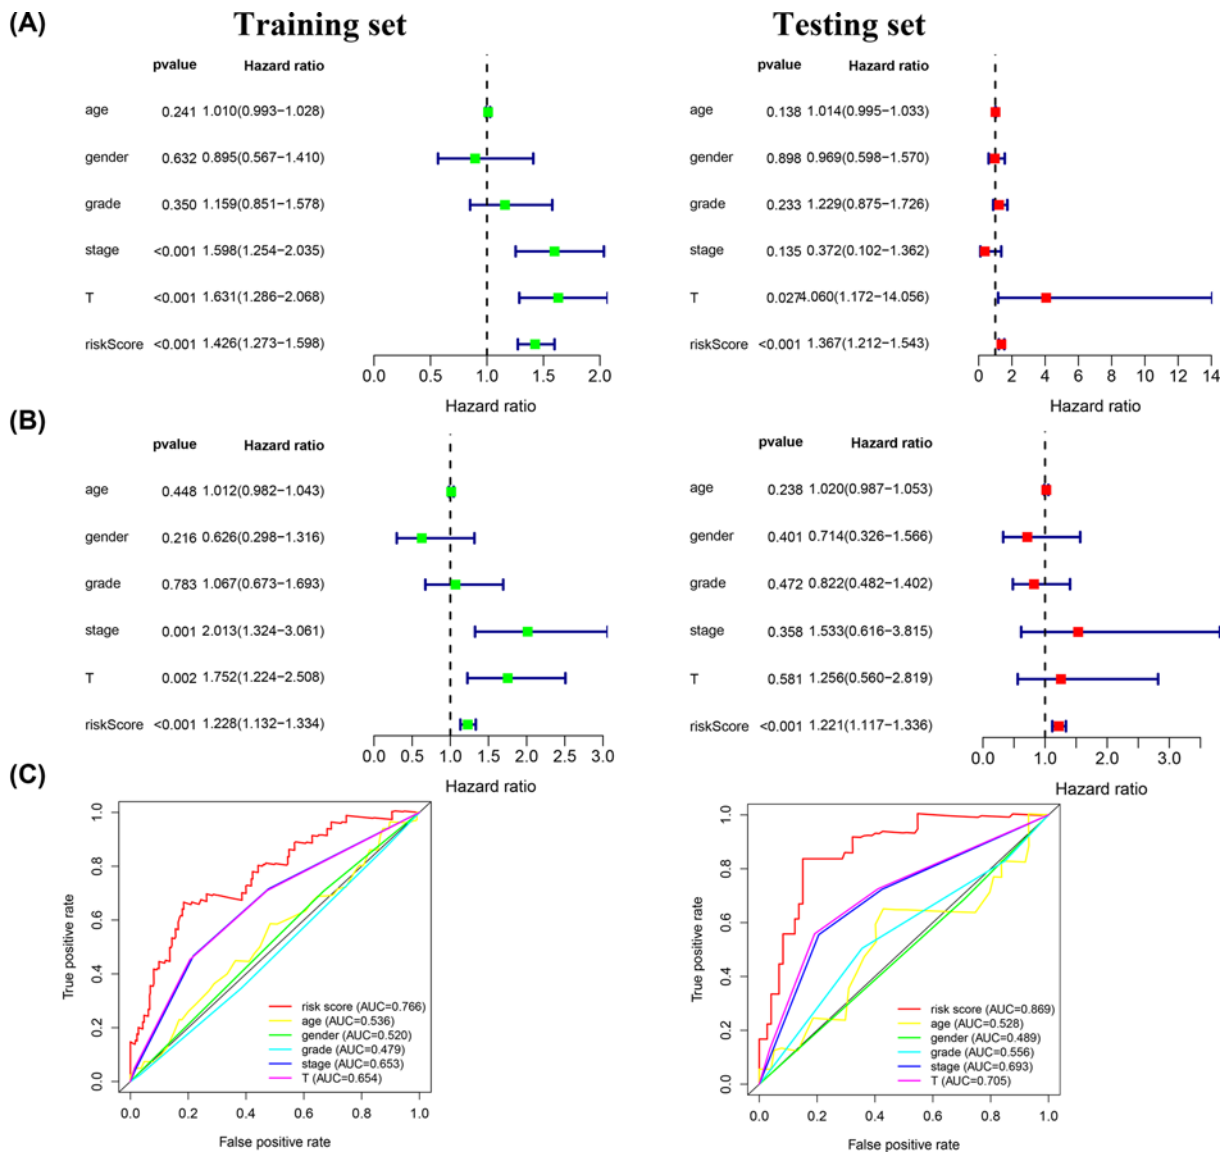 (A)
Training set
pvalue Hazard ratio
age 0.241 1.010(0.993−1.028)
gender 0.632 0.895(0.567−1.410)
grade 0.350 1.159(0.851−1.578)
stage <0.001 1.598(1.254−2.035)
T <0.001 1.631(1.286−2.068)
riskScore <0.001 1.426(1.273−1.598)
0.0 0.5 1.0 1.5 2.0
Hazard ratio
Testing set
pvalue Hazard ratio
age 0.138 1.014(0.995−1.033)
gender 0.898 0.969(0.598−1.570)
grade 0.233 1.229(0.875−1.726)
stage 0.135 0.372(0.102−1.362)
T 0.027 4.060(1.172−14.056)
riskScore <0.001 1.367(1.212−1.543)
0 2 4 6 8 10 12 14
Hazard ratio
(B)
pvalue Hazard ratio
age 0.448 1.012(0.982−1.043)
gender 0.216 0.626(0.298−1.316)
grade 0.783 1.067(0.673−1.693)
stage 0.001 2.013(1.324−3.061)
T 0.002 1.752(1.224−2.508)
riskScore <0.001 1.228(1.132−1.334)
0.0 0.5 1.0 1.5 2.0 2.5 3.0
Hazard ratio
pvalue Hazard ratio
age 0.238 1.020(0.987−1.053)
gender 0.401 0.714(0.326−1.566)
grade 0.472 0.822(0.482−1.402)
stage 0.358 1.533(0.616−3.815)
T 0.581 1.256(0.560−2.819)
riskScore <0.001 1.221(1.117−1.336)
0.0 1.0 2.0 3.0
Hazard ratio
(C)
True positive rate
1.0
0.8
0.6
0.4
0.2
0.0
risk score (AUC=0.766)
age (AUC=0.536)
gender (AUC=0.520)
grade (AUC=0.479)
stage (AUC=0.653)
T (AUC=0.654)
0.0 0.2 0.4 0.6 0.8 1.0
False positive rate
True positive rate
1.0
0.8
0.6
0.4
0.2
0.0
risk score (AUC=0.869)
age (AUC=0.528)
gender (AUC=0.489)
grade (AUC=0.556)
stage (AUC=0.693)
T (AUC=0.705)
0.0 0.2 0.4 0.6 0.8 1.0
False positive rate